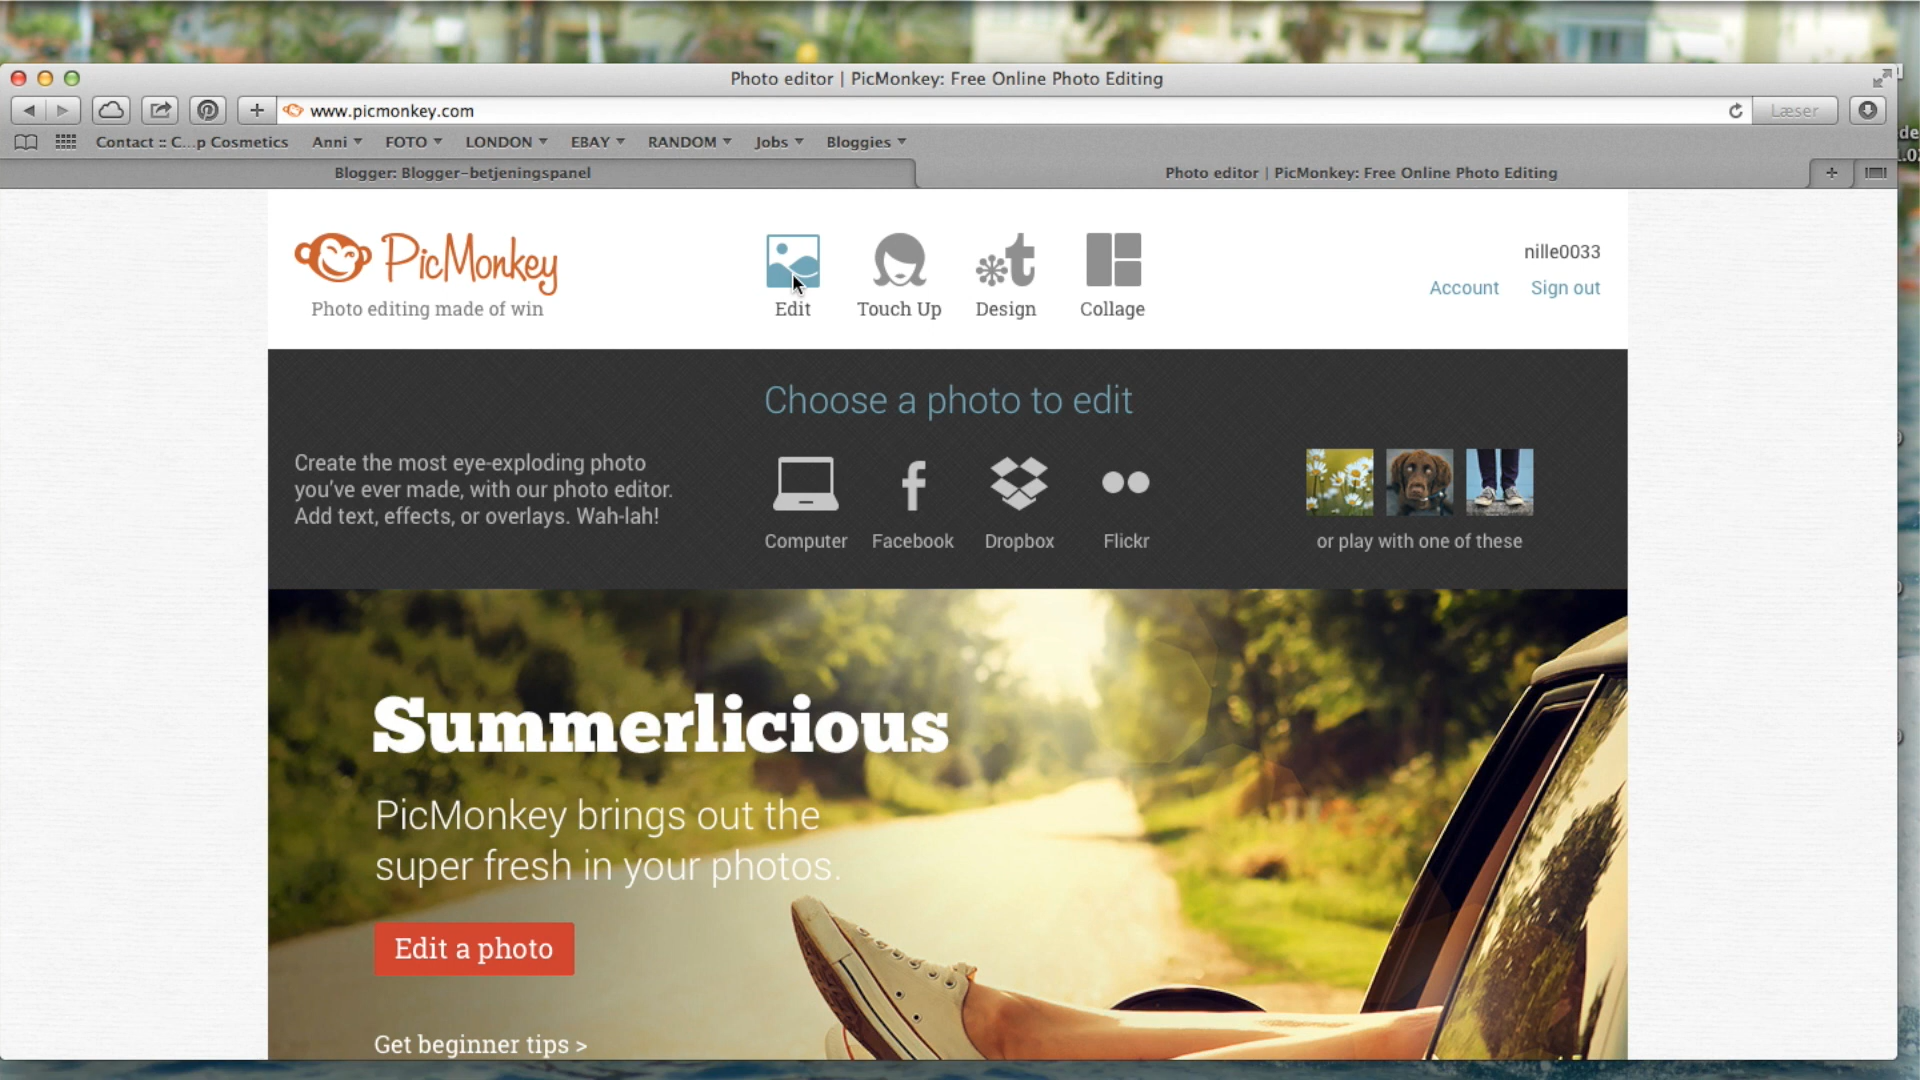 Photo editor | PicMonkey: Free Online Photo Editing
www.picmonkey.com
Læser
Contact :: C...p Cosmetics Anni FOTO LONDON EBAY RANDOM Jobs Bloggies
Blogger: Blogger-betjeningspanel
Photo editor | PicMonkey: Free Online Photo Editing
PicMonkey
Photo editing made of win
Edit
Touch Up
Design
Collage
nille0033
Account Sign out
Choose a photo to edit
Create the most eye-exploding photo
you've ever made, with our photo editor.
Add text, effects, or overlays. Wah-lah!
Computer
Facebook
Dropbox
Flickr
or play with one of these
Summerlicious
PicMonkey brings out the
super fresh in your photos.
Edit a photo
Get beginner tips >